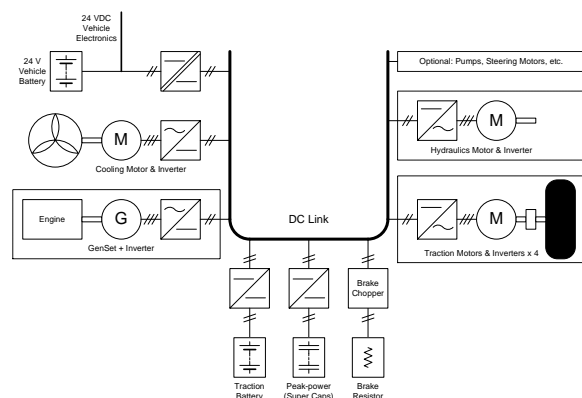 24 VDC
Vehicle
Electronics
24 V
Vehicle
Battery
Optional: Pumps, Steering Motors, etc.
M
Cooling Motor & Inverter
M
Hydraulics Motor & Inverter
Engine
G
GenSet + Inverter
DC Link
M
Traction Motors & Inverters x 4
Brake
Chopper
Traction
Battery
Peak-power
(Super Caps)
Brake
Resistor